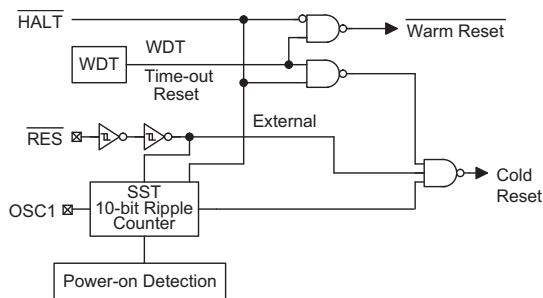 HALT
Warm Reset
WDT
WDT
Time-out
Reset
RES
External
Cold
Reset
OSC1
SST
10-bit Ripple
Counter
Power-on Detection